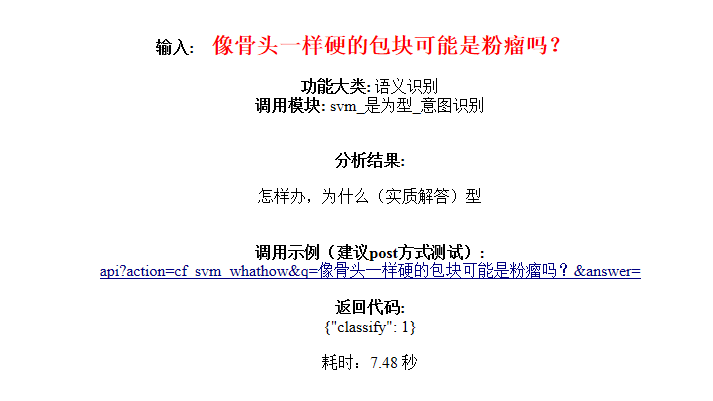 输入： 像骨头一样硬的包块可能是粉瘤吗？
功能大类: 语义识别
调用模块: svm_是为型_意图识别
分析结果:
怎样办，为什么（实质解答）型
调用示例（建议post方式测试）:
api?action=cf_svm_whathow&q=像骨头一样硬的包块可能是粉瘤吗？&answer=
返回代码:
{"classify": 1}
耗时：7.48 秒